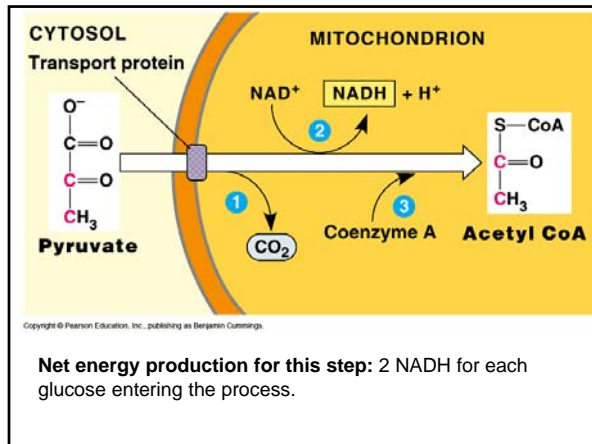 CYTOSOL
Transport protein
MITOCHONDRION
NAD⁺
NADH + H⁺
2
O⁻
C=O
C=O
CH₃
Pyruvate
1
CO₂
3
Coenzyme A
S—CoA
C=O
CH₃
Acetyl CoA
Copyright © Pearson Education, Inc., publishing as Benjamin Cummings.
Net energy production for this step: 2 NADH for each
glucose entering the process.